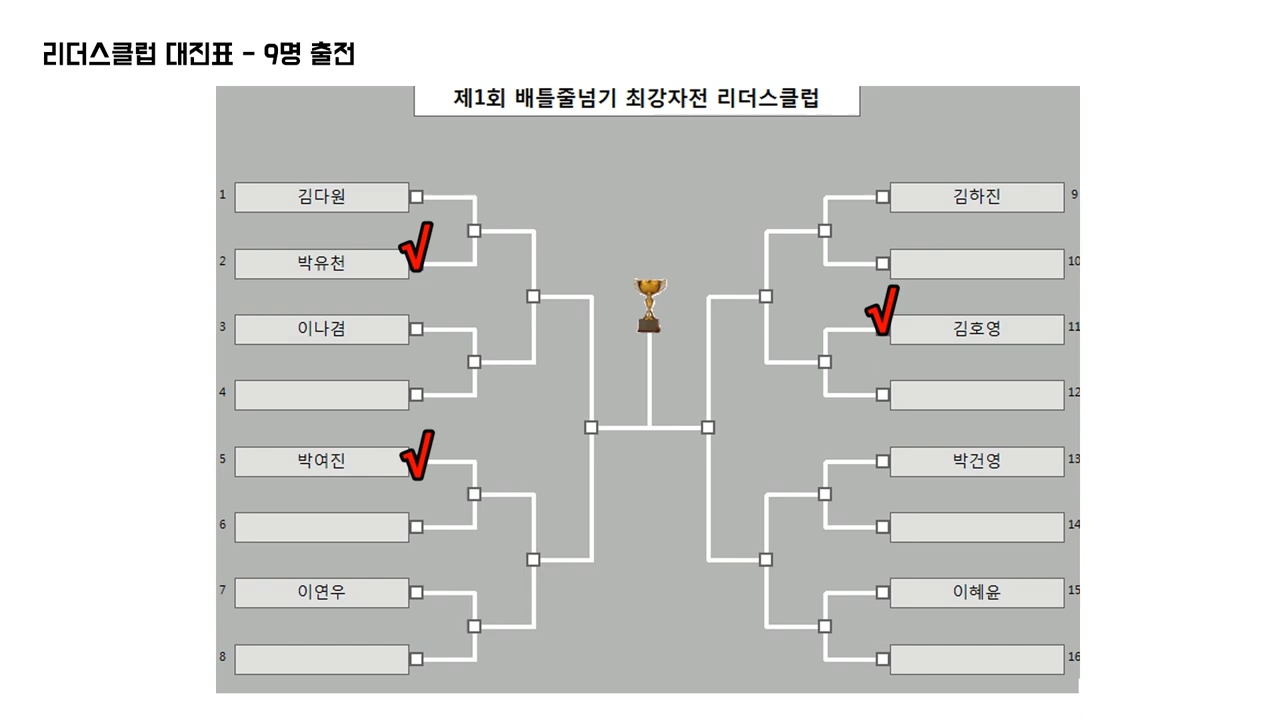 리더스클럽 대진표 - 9명 출전
제1회 배틀줄넘기 최강자전 리더스클럽
1 김다원
2 박유천
3 이나겸
4
5 박여진
6
7 이연우
8
김하진 9
10
김호영 11
12
박건영 13
14
이혜윤 15
16